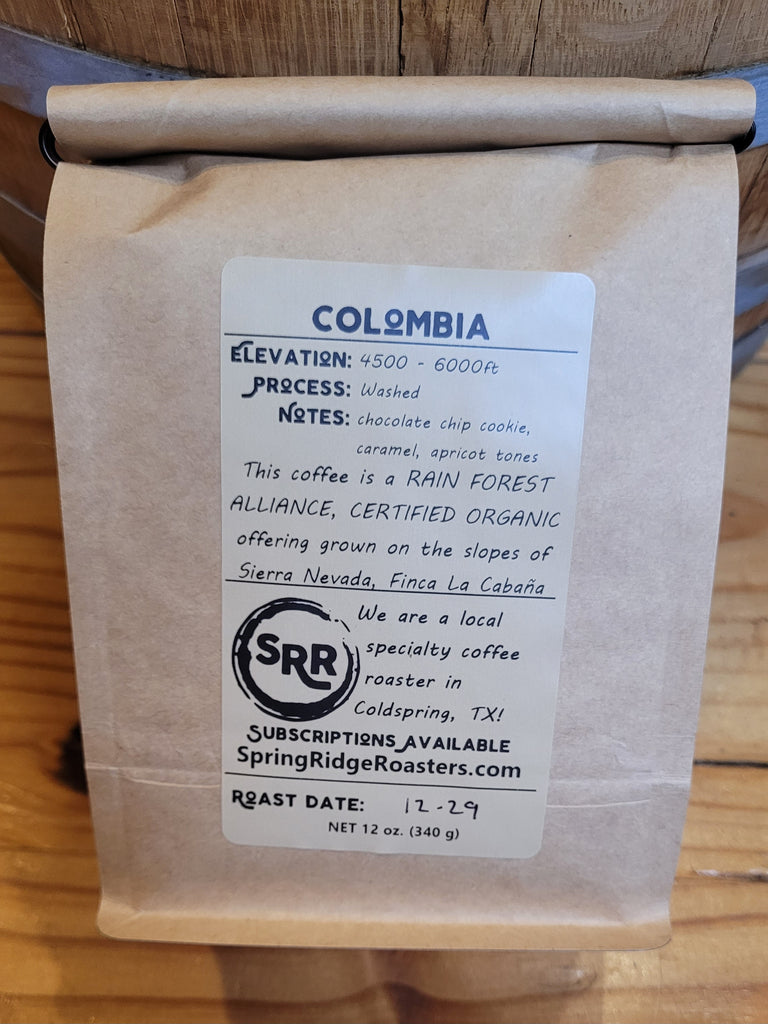 COLOMBIA
ELEVATION: 4500 - 6000ft
PROCESS: Washed
NOTES: chocolate chip cookie,
caramel, apricot tones
This coffee is a RAIN FOREST
ALLIANCE, CERTIFIED ORGANIC
offering grown on the slopes of
Sierra Nevada, Finca La Cabaña
SRR
We are a local
specialty coffee
roaster in
Coldspring, TX!
SUBSCRIPTIONS AVAILABLE
SpringRidgeRoasters.com
ROAST DATE: 12-29
NET 12 oz. (340 g)